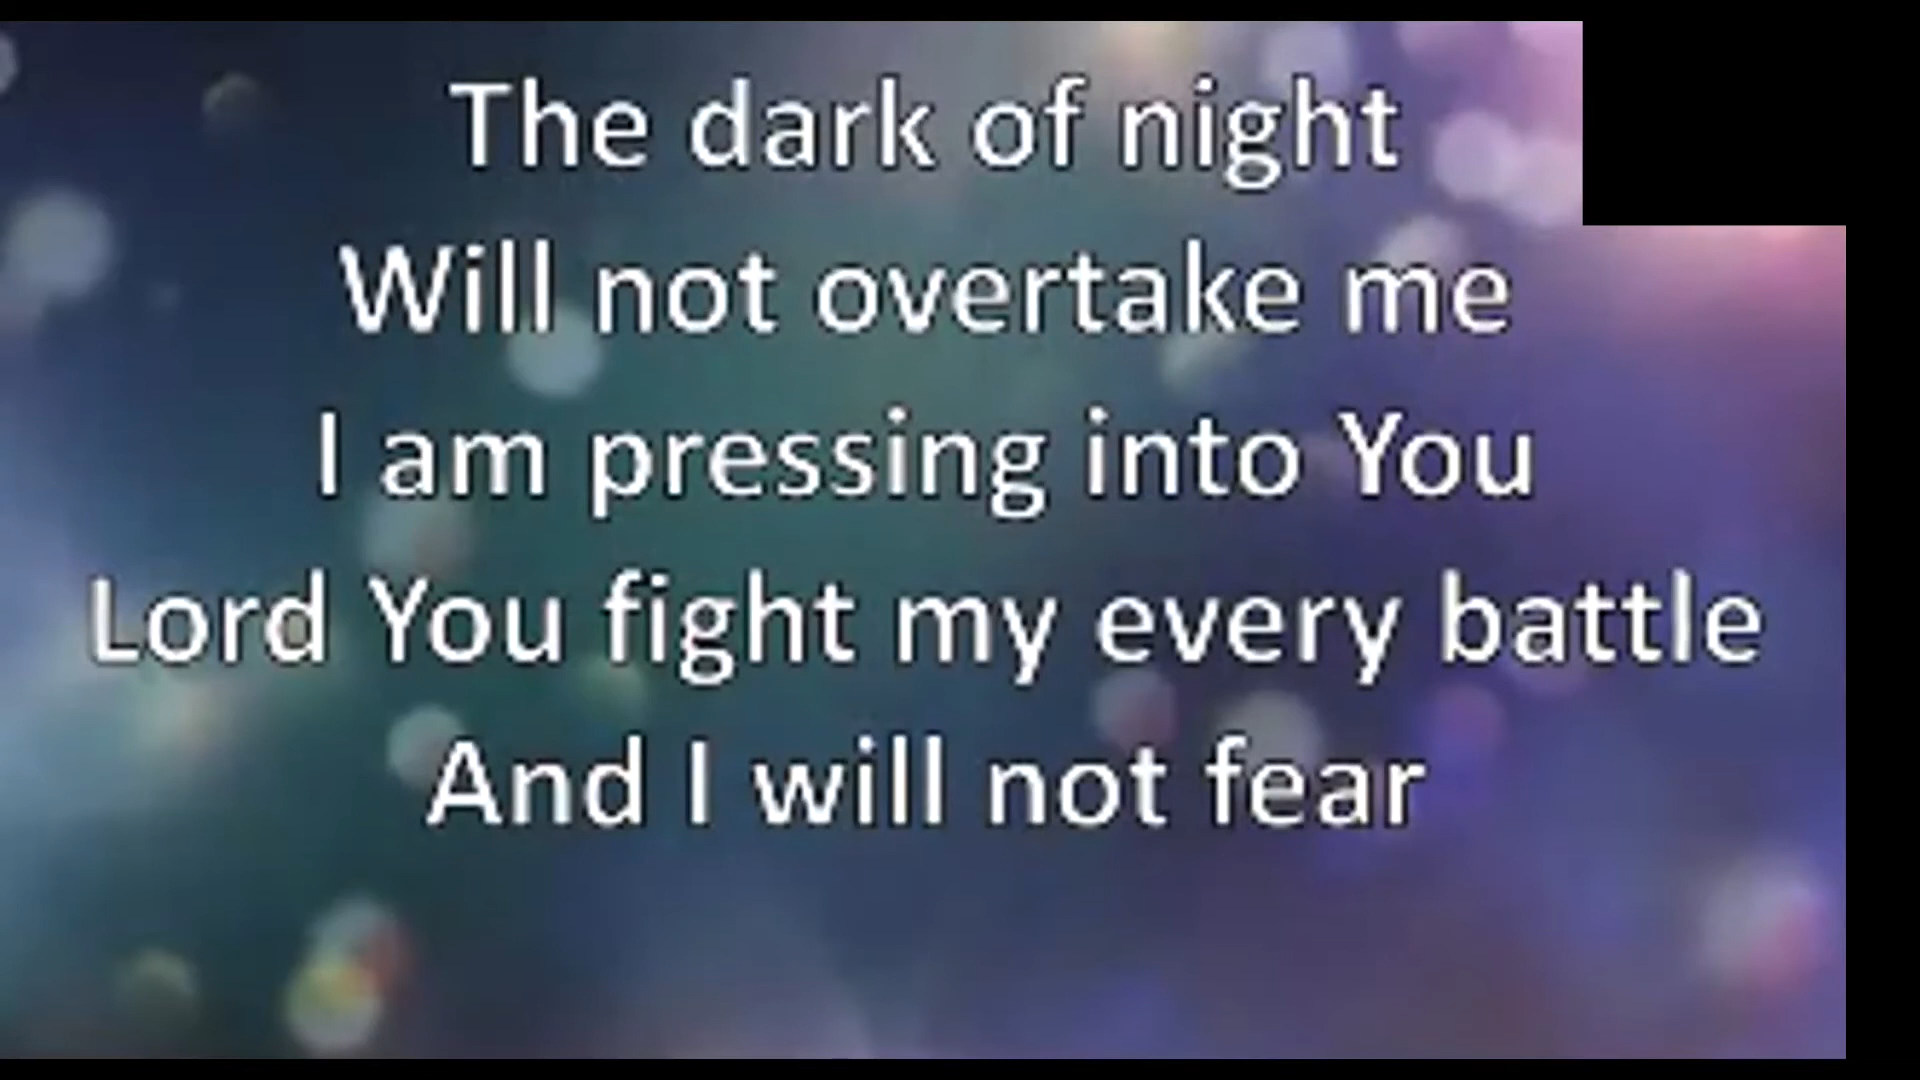 The dark of night
Will not overtake me
I am pressing into You
Lord You fight my every battle
And I will not fear